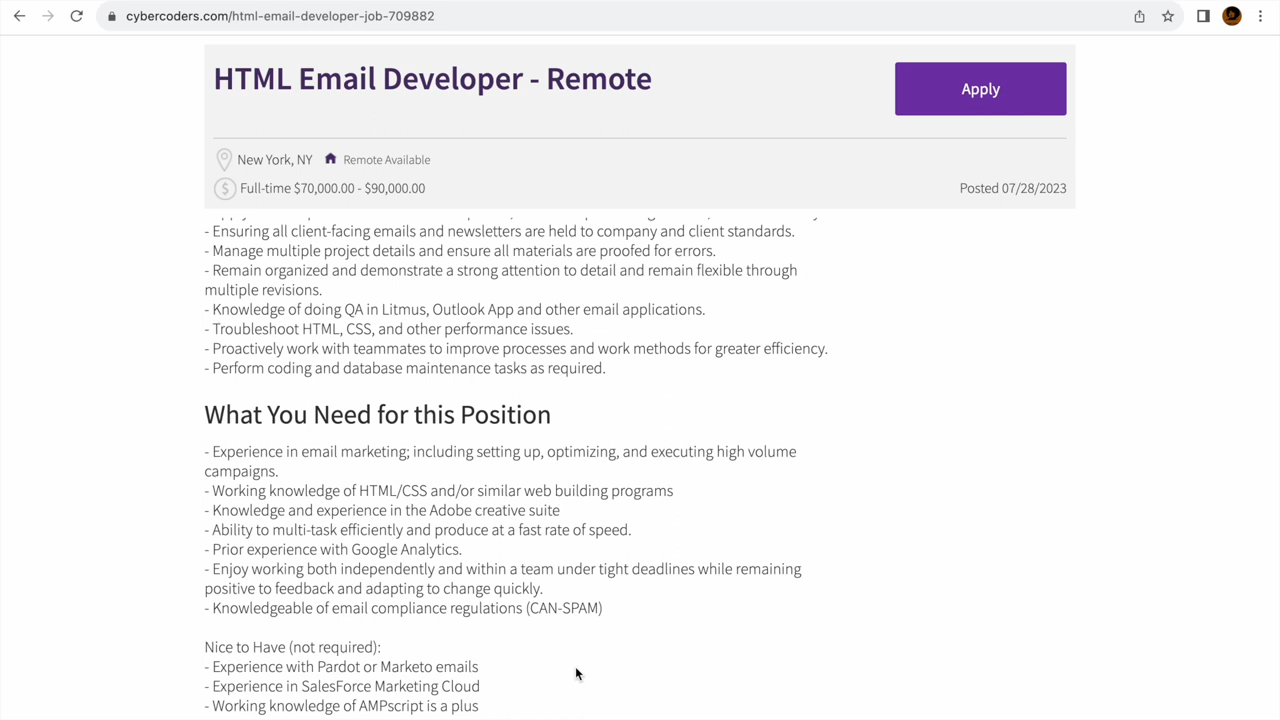 cybercoders.com/html-email-developer-job-709882
HTML Email Developer - Remote
Apply
New York, NY Remote Available
Full-time $70,000.00 - $90,000.00
Posted 07/28/2023
- Ensuring all client-facing emails and newsletters are held to company and client standards.
- Manage multiple project details and ensure all materials are proofed for errors.
- Remain organized and demonstrate a strong attention to detail and remain flexible through
multiple revisions.
- Knowledge of doing QA in Litmus, Outlook App and other email applications.
- Troubleshoot HTML, CSS, and other performance issues.
- Proactively work with teammates to improve processes and work methods for greater efficiency.
- Perform coding and database maintenance tasks as required.
What You Need for this Position
- Experience in email marketing; including setting up, optimizing, and executing high volume
campaigns.
- Working knowledge of HTML/CSS and/or similar web building programs
- Knowledge and experience in the Adobe creative suite
- Ability to multi-task efficiently and produce at a fast rate of speed.
- Prior experience with Google Analytics.
- Enjoy working both independently and within a team under tight deadlines while remaining
positive to feedback and adapting to change quickly.
- Knowledgeable of email compliance regulations (CAN-SPAM)
Nice to Have (not required):
- Experience with Pardot or Marketo emails
- Experience in SalesForce Marketing Cloud
- Working knowledge of AMPscript is a plus